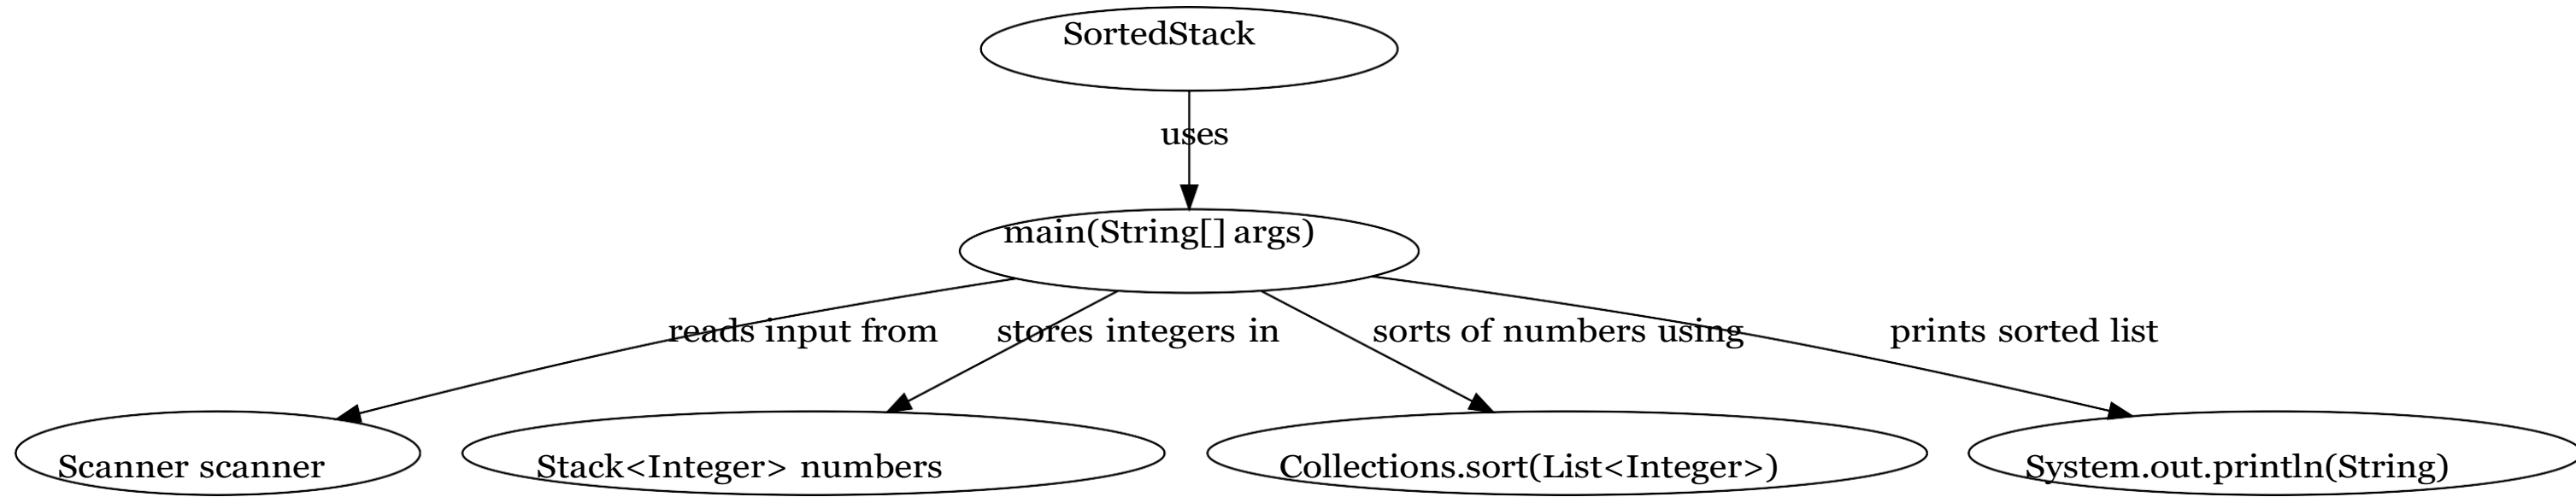 SortedStack
uses
main(String[] args)
reads input from
stores integers in
sorts of numbers using
prints sorted list
Scanner scanner
Stack<Integer> numbers
Collections.sort(List<Integer>)
System.out.println(String)